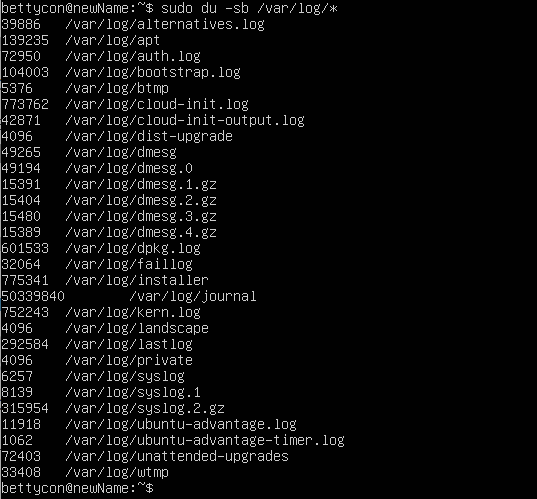 bettycon@newName:~$ sudo du -sb /var/log/*
39886 /var/log/alternatives.log
139235 /var/log/apt
72950 /var/log/auth.log
104003 /var/log/bootstrap.log
5376 /var/log/btmp
773762 /var/log/cloud-init.log
42871 /var/log/cloud-init-output.log
4096 /var/log/dist-upgrade
49265 /var/log/dmesg
49194 /var/log/dmesg.0
15391 /var/log/dmesg.1.gz
15404 /var/log/dmesg.2.gz
15480 /var/log/dmesg.3.gz
15389 /var/log/dmesg.4.gz
601533 /var/log/dpkg.log
32064 /var/log/faillog
775341 /var/log/installer
50339840 /var/log/journal
752243 /var/log/kern.log
4096 /var/log/landscape
292584 /var/log/lastlog
4096 /var/log/private
6257 /var/log/syslog
8139 /var/log/syslog.1
315954 /var/log/syslog.2.gz
11918 /var/log/ubuntu-advantage.log
1062 /var/log/ubuntu-advantage-timer.log
72403 /var/log/unattended-upgrades
33408 /var/log/wtmp
bettycon@newName:~$